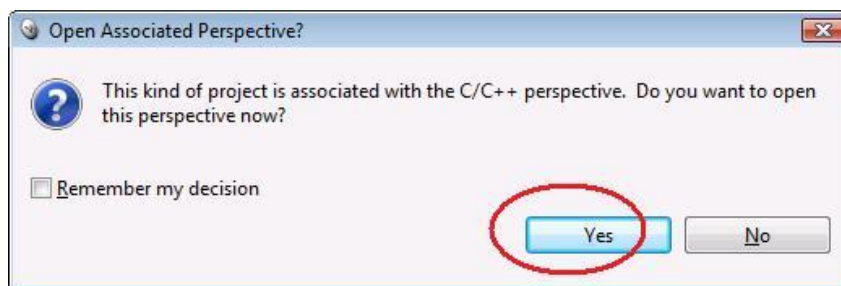 Open Associated Perspective?
This kind of project is associated with the C/C++ perspective. Do you want to open
this perspective now?
Remember my decision
Yes
No